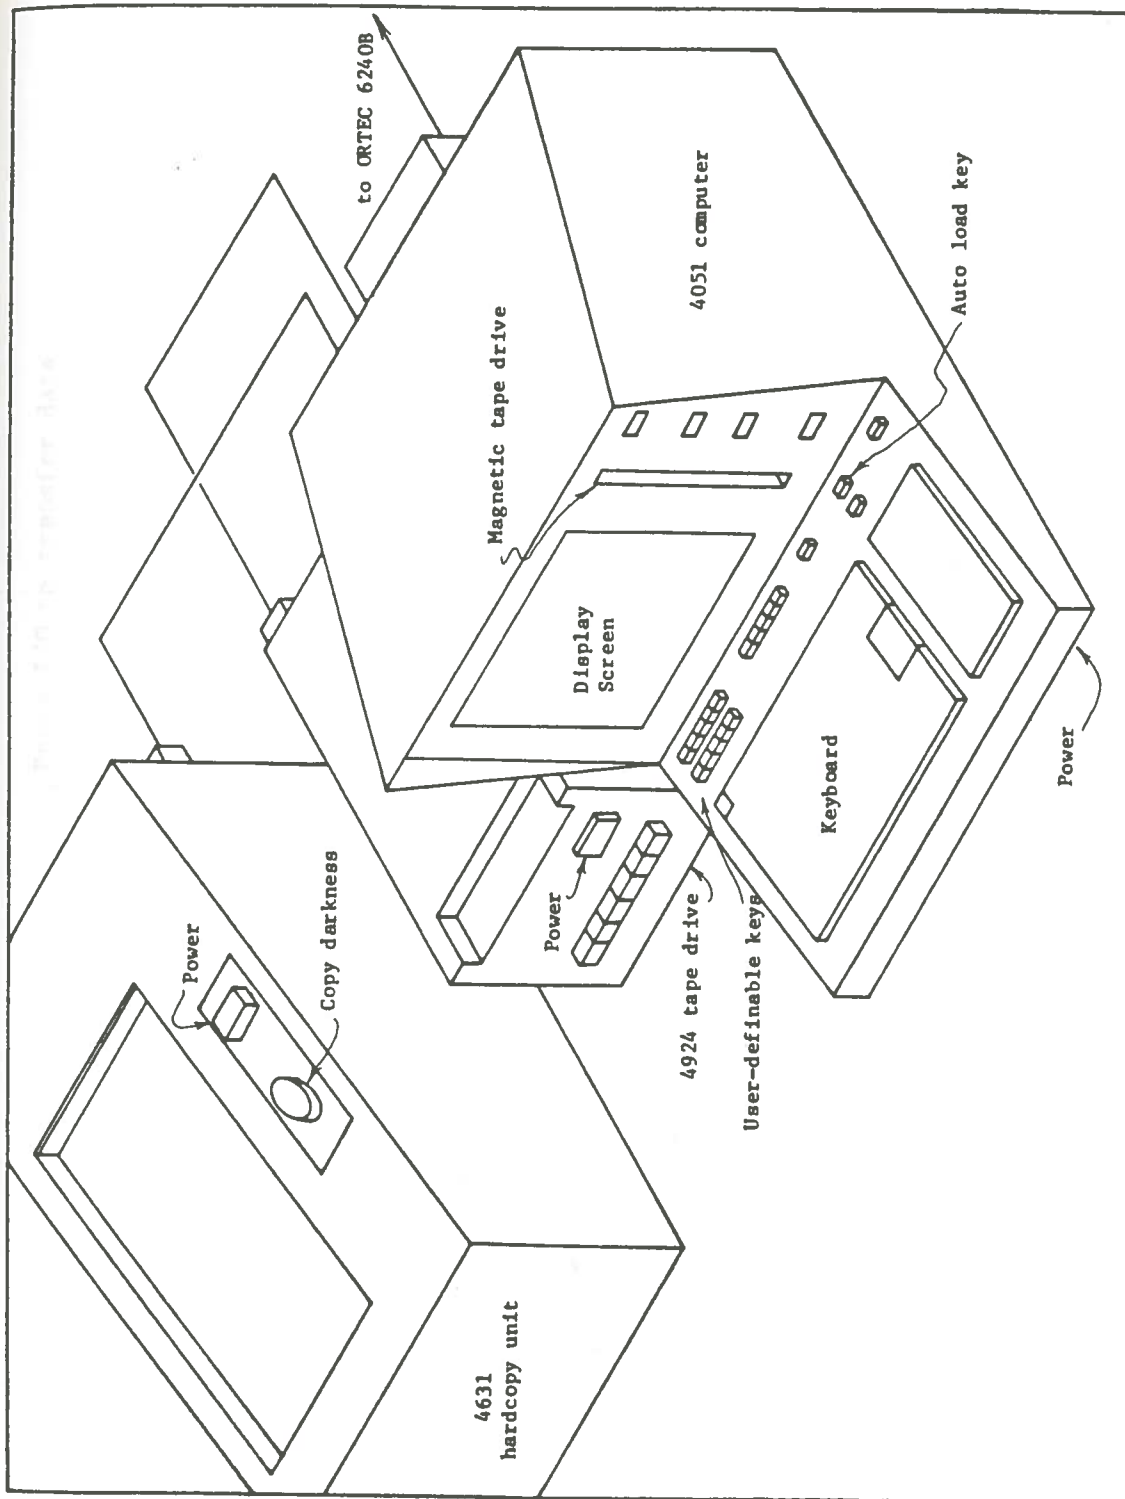 to ORTEC 6240B
4051 computer
Auto load key
Magnetic tape drive
Display
Screen
Keyboard
Power
Power
4924 tape drive
User-definable keys
Power
Copy darkness
4631
hardcopy unit